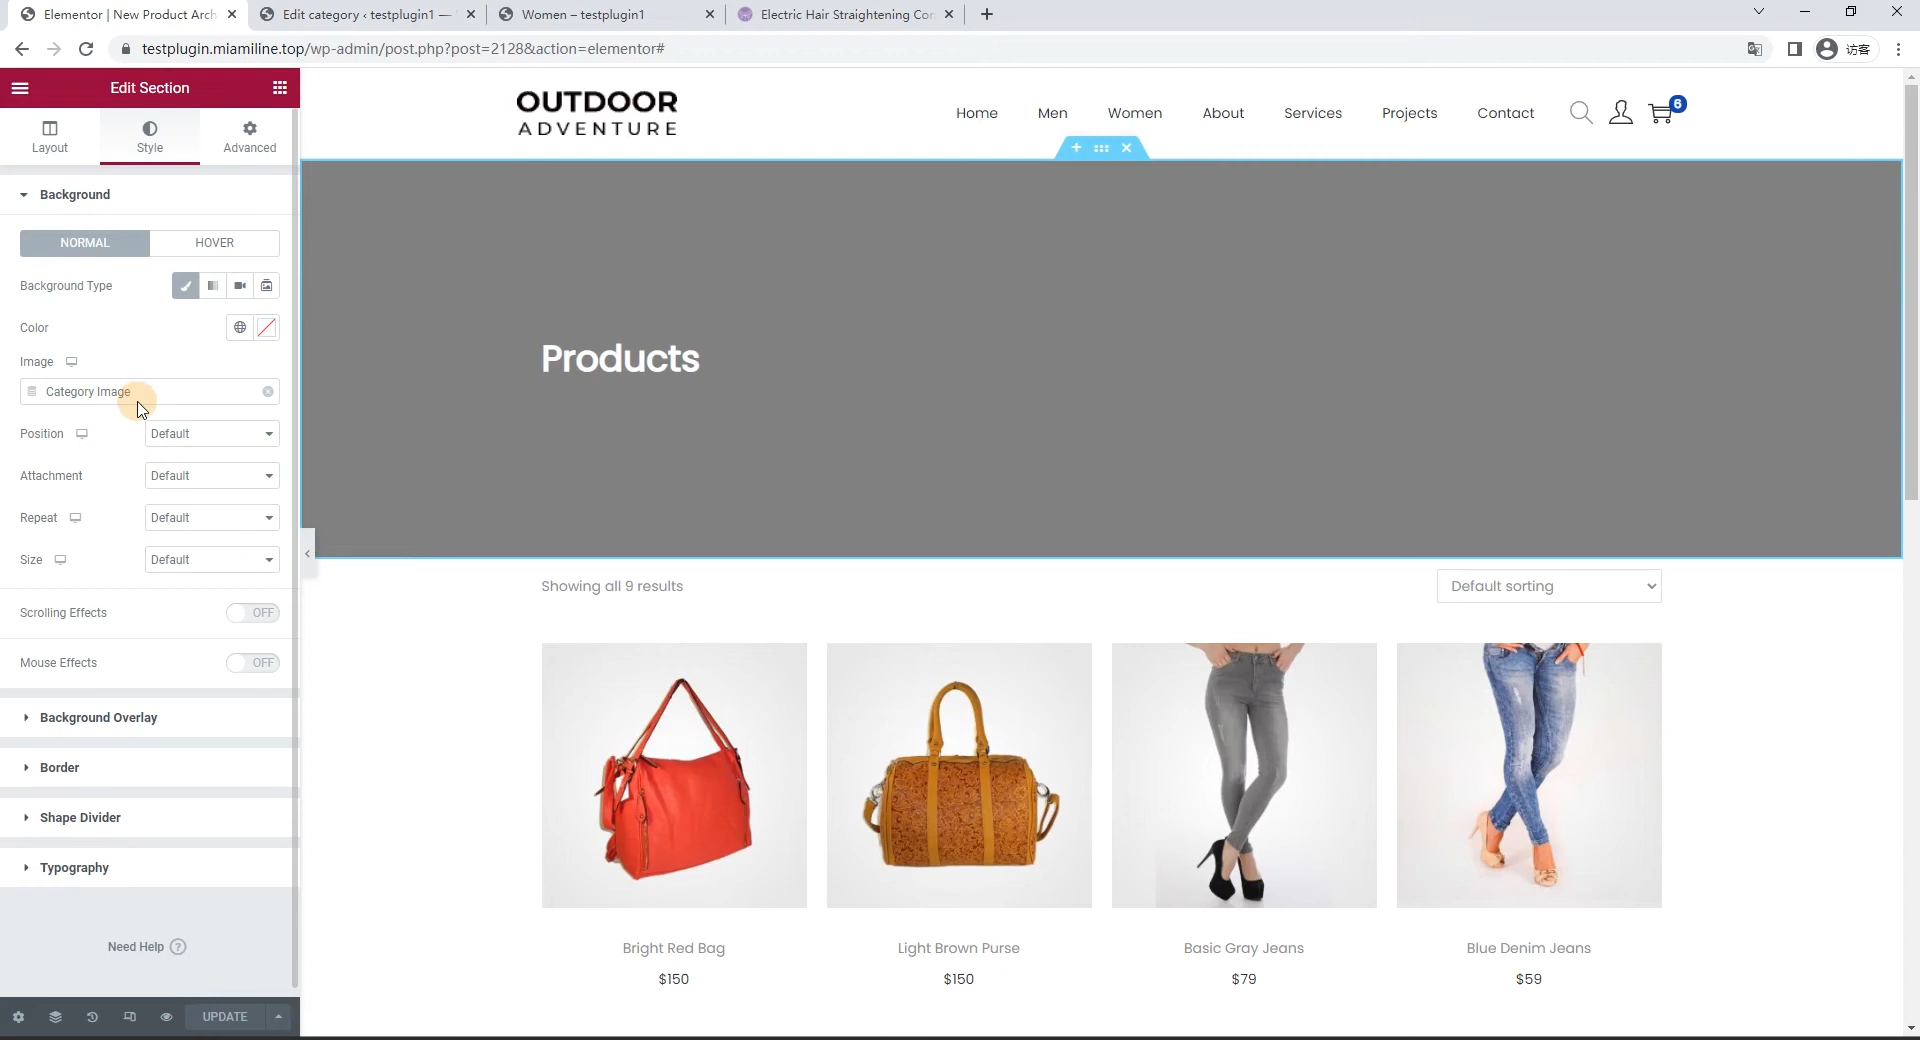 Elementor | New Product Arch
Edit category ‹ testplugin1 —
Women – testplugin1
Electric Hair Straightening Con
testplugin.miamiline.top/wp-admin/post.php?post=2128&action=elementor#
访客
Edit Section
Layout
Style
Advanced
Background
NORMAL
HOVER
Background Type
Color
Image
Category Image
Position
Default
Attachment
Default
Repeat
Default
Size
Default
Scrolling Effects
OFF
Mouse Effects
OFF
Background Overlay
Border
Shape Divider
Typography
Need Help ?
UPDATE
OUTDOOR
ADVENTURE
Home
Men
Women
About
Services
Projects
Contact
6
Products
Showing all 9 results
Default sorting
Bright Red Bag
$150
Light Brown Purse
$150
Basic Gray Jeans
$79
Blue Denim Jeans
$59